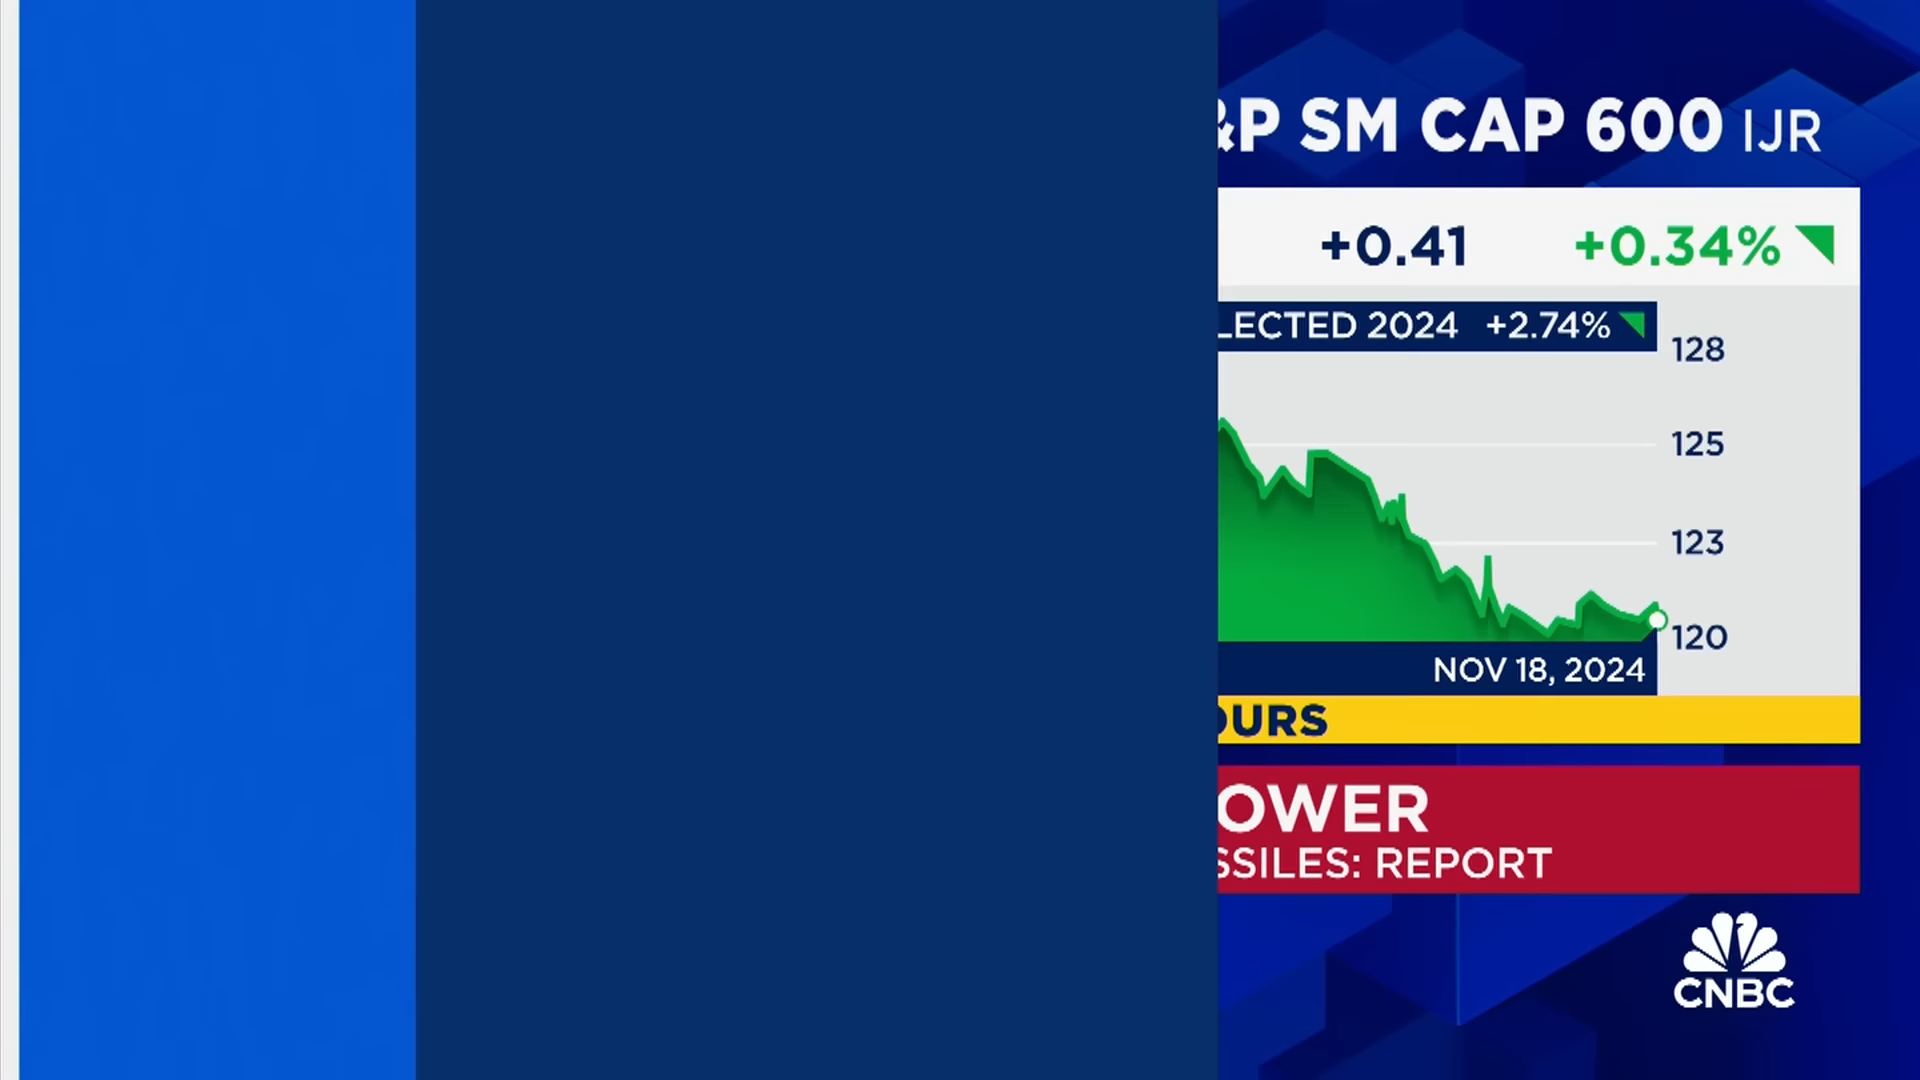 &P SM CAP 600 IJR
+0.41 +0.34%
LECTED 2024 +2.74%
128
125
123
120
NOV 18, 2024
OURS
OWER
SSILES: REPORT
CNBC